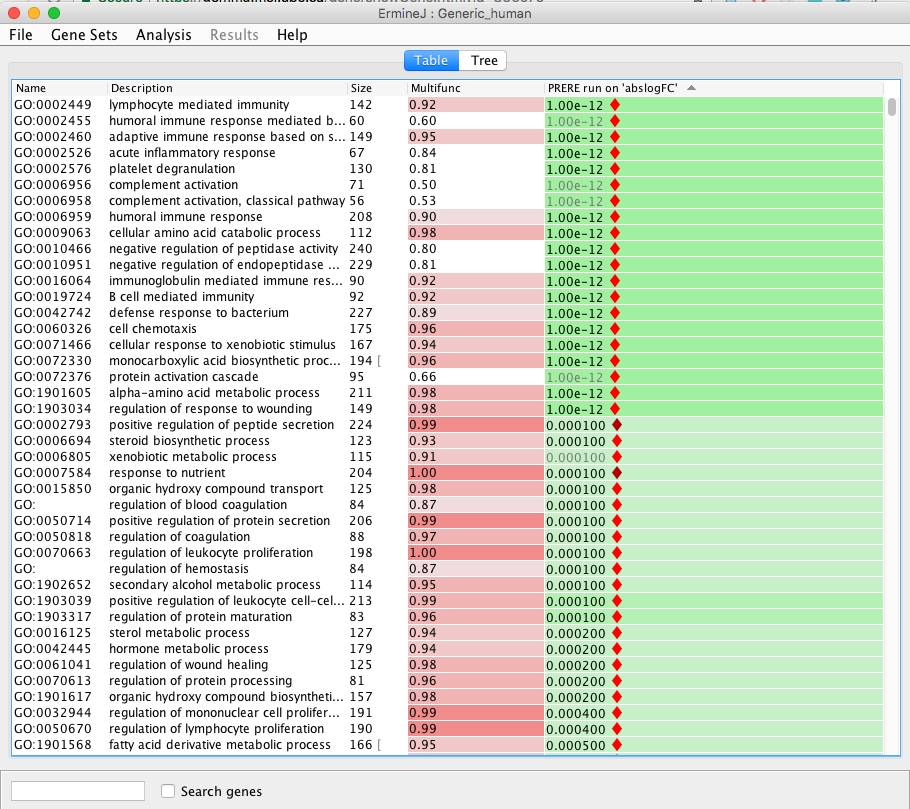 ErmineJ : Generic_human
File Gene Sets Analysis Results Help
Table Tree
Name Description Size Multifunc PRERE run on 'abslogFC'
GO:0002449 lymphocyte mediated immunity 142 0.92 1.00e-12
GO:0002455 humoral immune response mediated b... 60 0.60 1.00e-12
GO:0002460 adaptive immune response based on s... 149 0.95 1.00e-12
GO:0002526 acute inflammatory response 67 0.84 1.00e-12
GO:0002576 platelet degranulation 130 0.81 1.00e-12
GO:0006956 complement activation 71 0.50 1.00e-12
GO:0006958 complement activation, classical pathway 56 0.53 1.00e-12
GO:0006959 humoral immune response 208 0.90 1.00e-12
GO:0009063 cellular amino acid catabolic process 112 0.98 1.00e-12
GO:0010466 negative regulation of peptidase activity 240 0.80 1.00e-12
GO:0010951 negative regulation of endopeptidase ... 229 0.81 1.00e-12
GO:0016064 immunoglobulin mediated immune res... 90 0.92 1.00e-12
GO:0019724 B cell mediated immunity 92 0.92 1.00e-12
GO:0042742 defense response to bacterium 227 0.89 1.00e-12
GO:0060326 cell chemotaxis 175 0.96 1.00e-12
GO:0071466 cellular response to xenobiotic stimulus 167 0.94 1.00e-12
GO:0072330 monocarboxylic acid biosynthetic proc... 194 [ 0.96 1.00e-12
GO:0072376 protein activation cascade 95 0.66 1.00e-12
GO:1901605 alpha-amino acid metabolic process 211 0.98 1.00e-12
GO:1903034 regulation of response to wounding 149 0.98 1.00e-12
GO:0002793 positive regulation of peptide secretion 224 0.99 0.000100
GO:0006694 steroid biosynthetic process 123 0.93 0.000100
GO:0006805 xenobiotic metabolic process 115 0.91 0.000100
GO:0007584 response to nutrient 204 1.00 0.000100
GO:0015850 organic hydroxy compound transport 125 0.98 0.000100
GO: regulation of blood coagulation 84 0.87 0.000100
GO:0050714 positive regulation of protein secretion 206 0.99 0.000100
GO:0050818 regulation of coagulation 88 0.97 0.000100
GO:0070663 regulation of leukocyte proliferation 198 1.00 0.000100
GO: regulation of hemostasis 84 0.87 0.000100
GO:1902652 secondary alcohol metabolic process 114 0.95 0.000100
GO:1903039 positive regulation of leukocyte cell-cel... 213 0.99 0.000100
GO:1903317 regulation of protein maturation 83 0.96 0.000100
GO:0016125 sterol metabolic process 127 0.94 0.000200
GO:0042445 hormone metabolic process 179 0.94 0.000200
GO:0061041 regulation of wound healing 125 0.98 0.000200
GO:0070613 regulation of protein processing 81 0.96 0.000200
GO:1901617 organic hydroxy compound biosyntheti... 157 0.98 0.000200
GO:0032944 regulation of mononuclear cell prolifer... 191 0.99 0.000400
GO:0050670 regulation of lymphocyte proliferation 190 0.99 0.000400
GO:1901568 fatty acid derivative metabolic process 166 [ 0.95 0.000500
Search genes